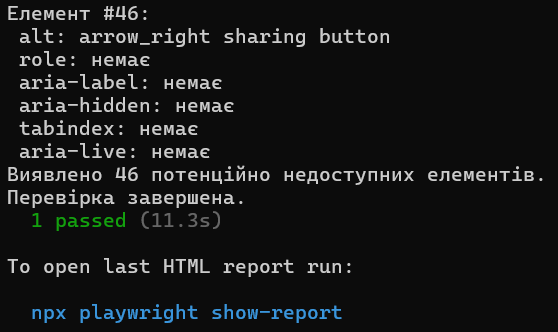 Елемент #46:
alt: arrow_right sharing button
role: немає
aria-label: немає
aria-hidden: немає
tabindex: немає
aria-live: немає
Виявлено 46 потенційно недоступних елементів.
Перевірка завершена.
1 passed (11.3s)
To open last HTML report run:
npx playwright show-report